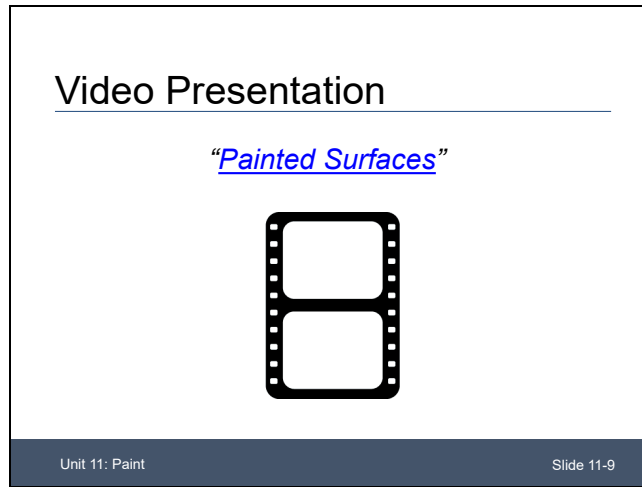 Video Presentation
“Painted Surfaces”
Unit 11: Paint
Slide 11-9